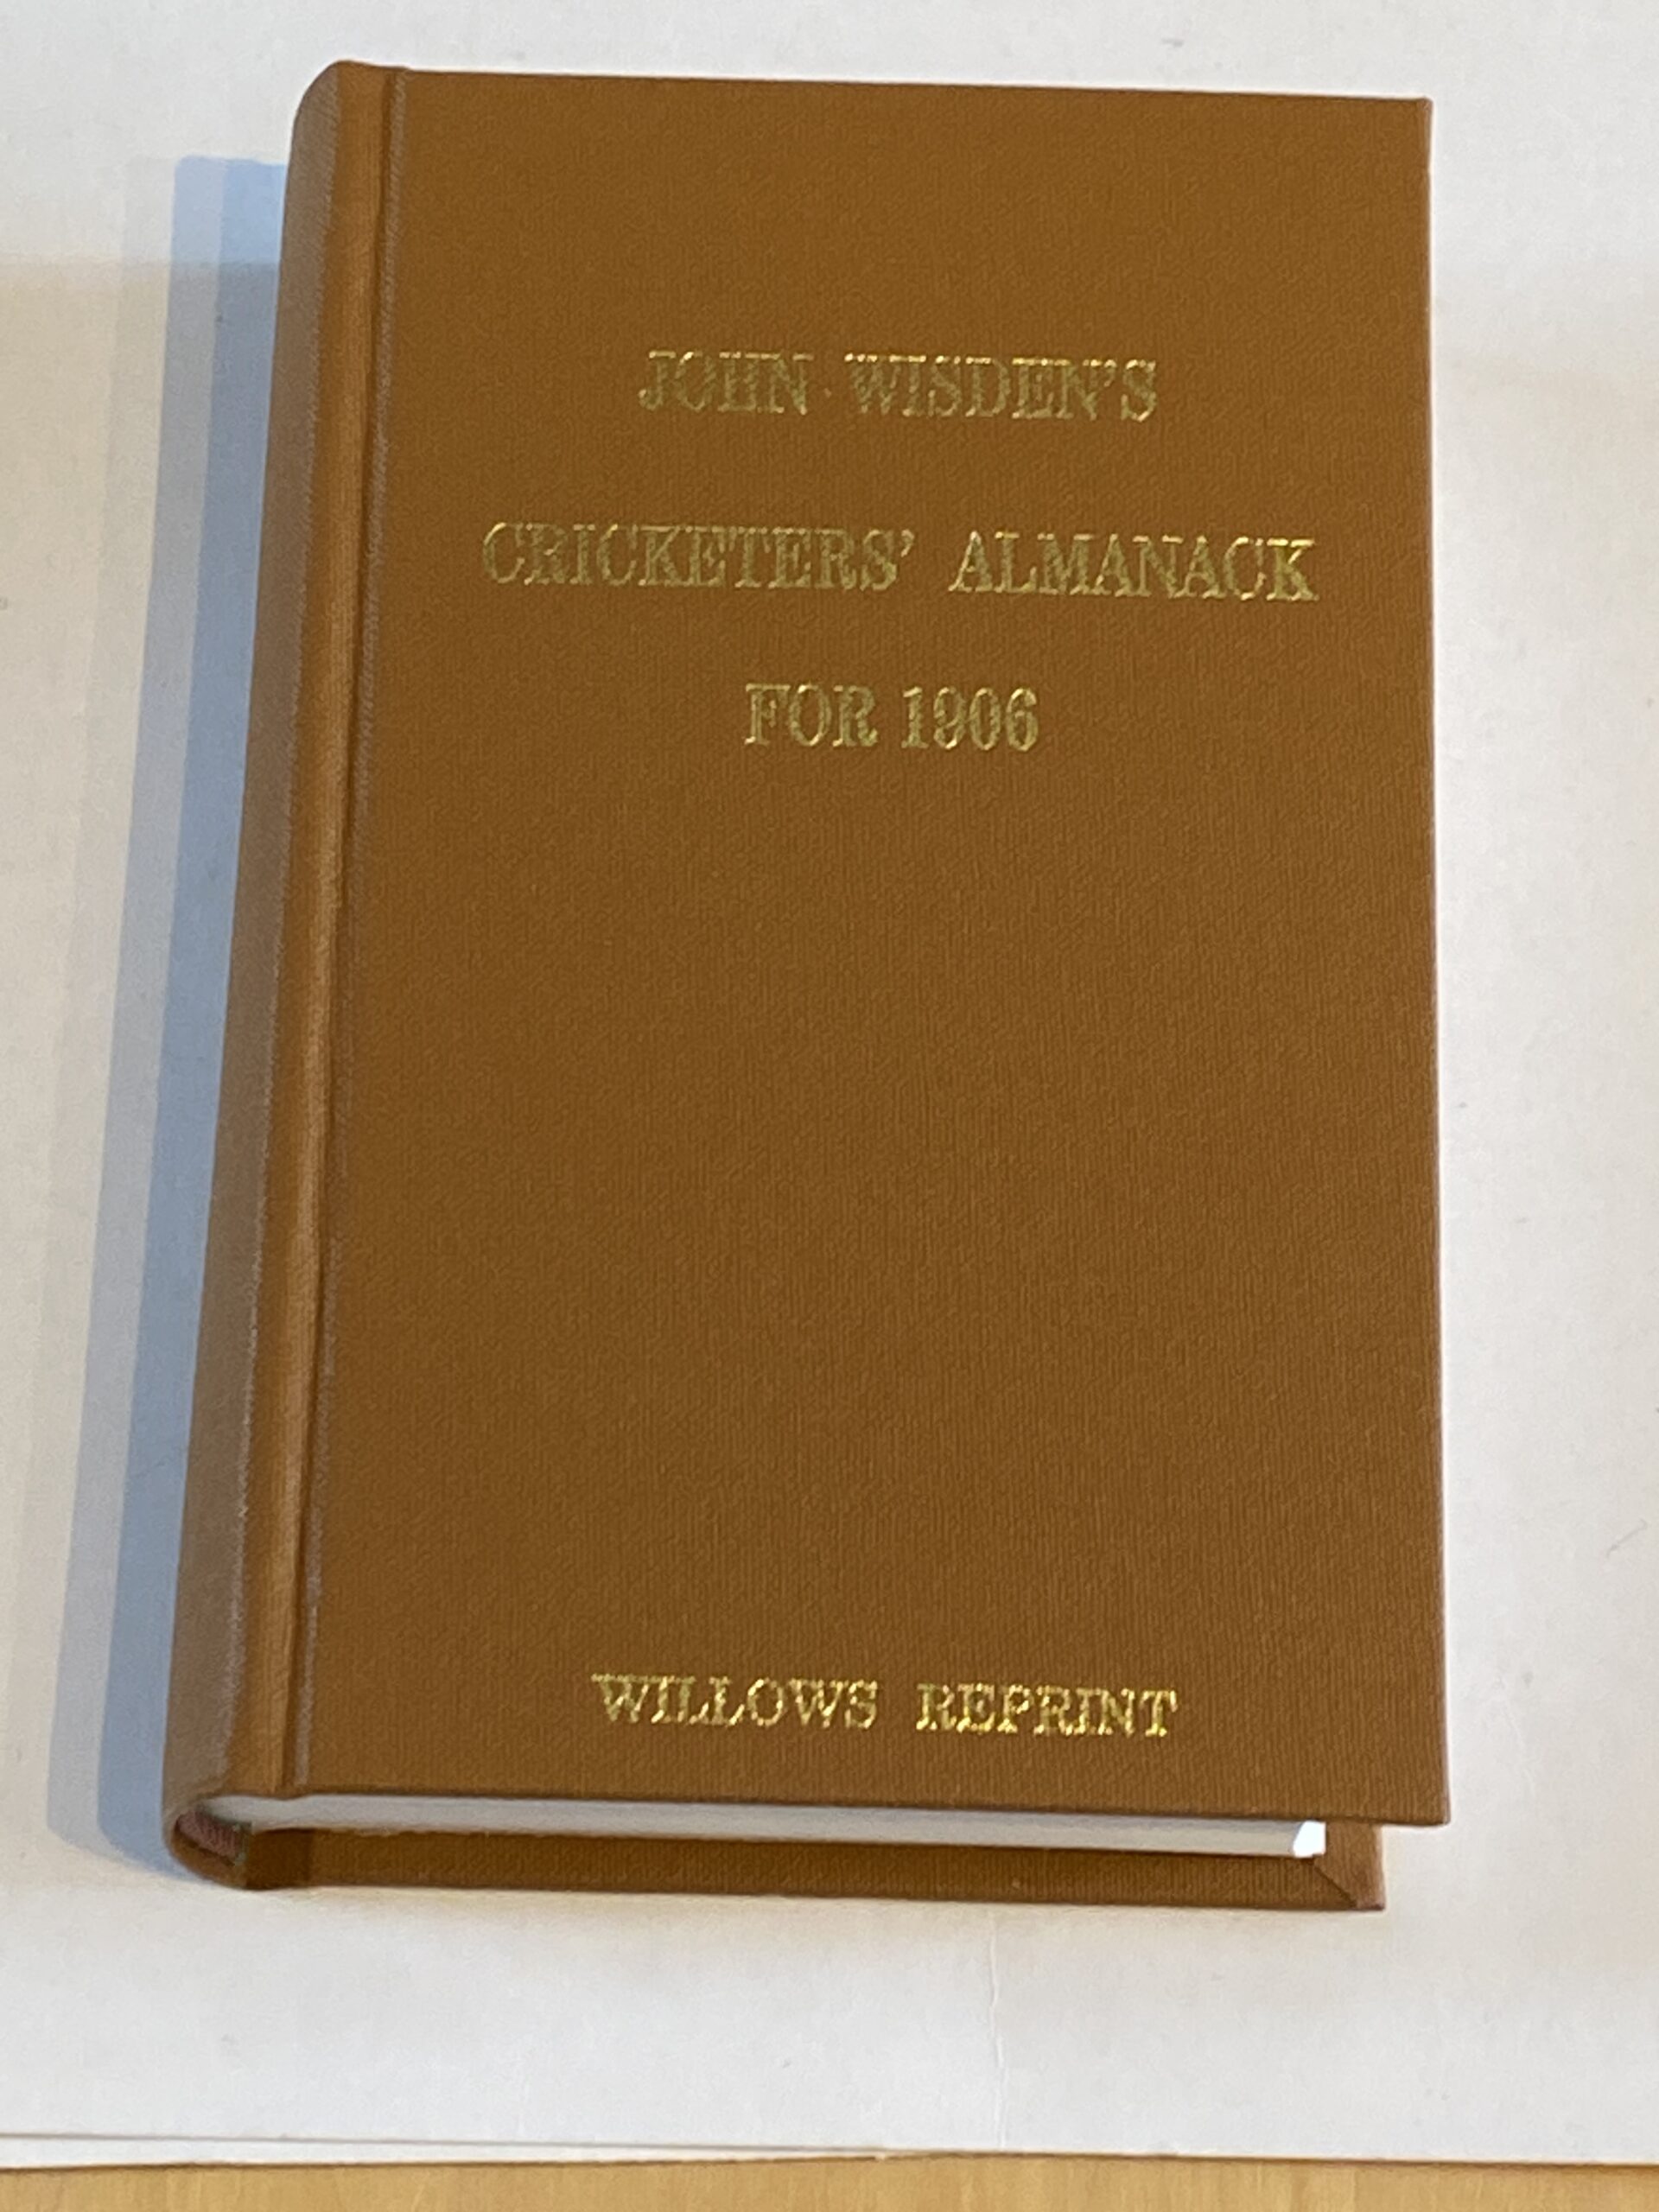 JOHN WISDEN'S
CRICKETERS' ALMANACK
FOR 1906
WILLOWS REPRINT